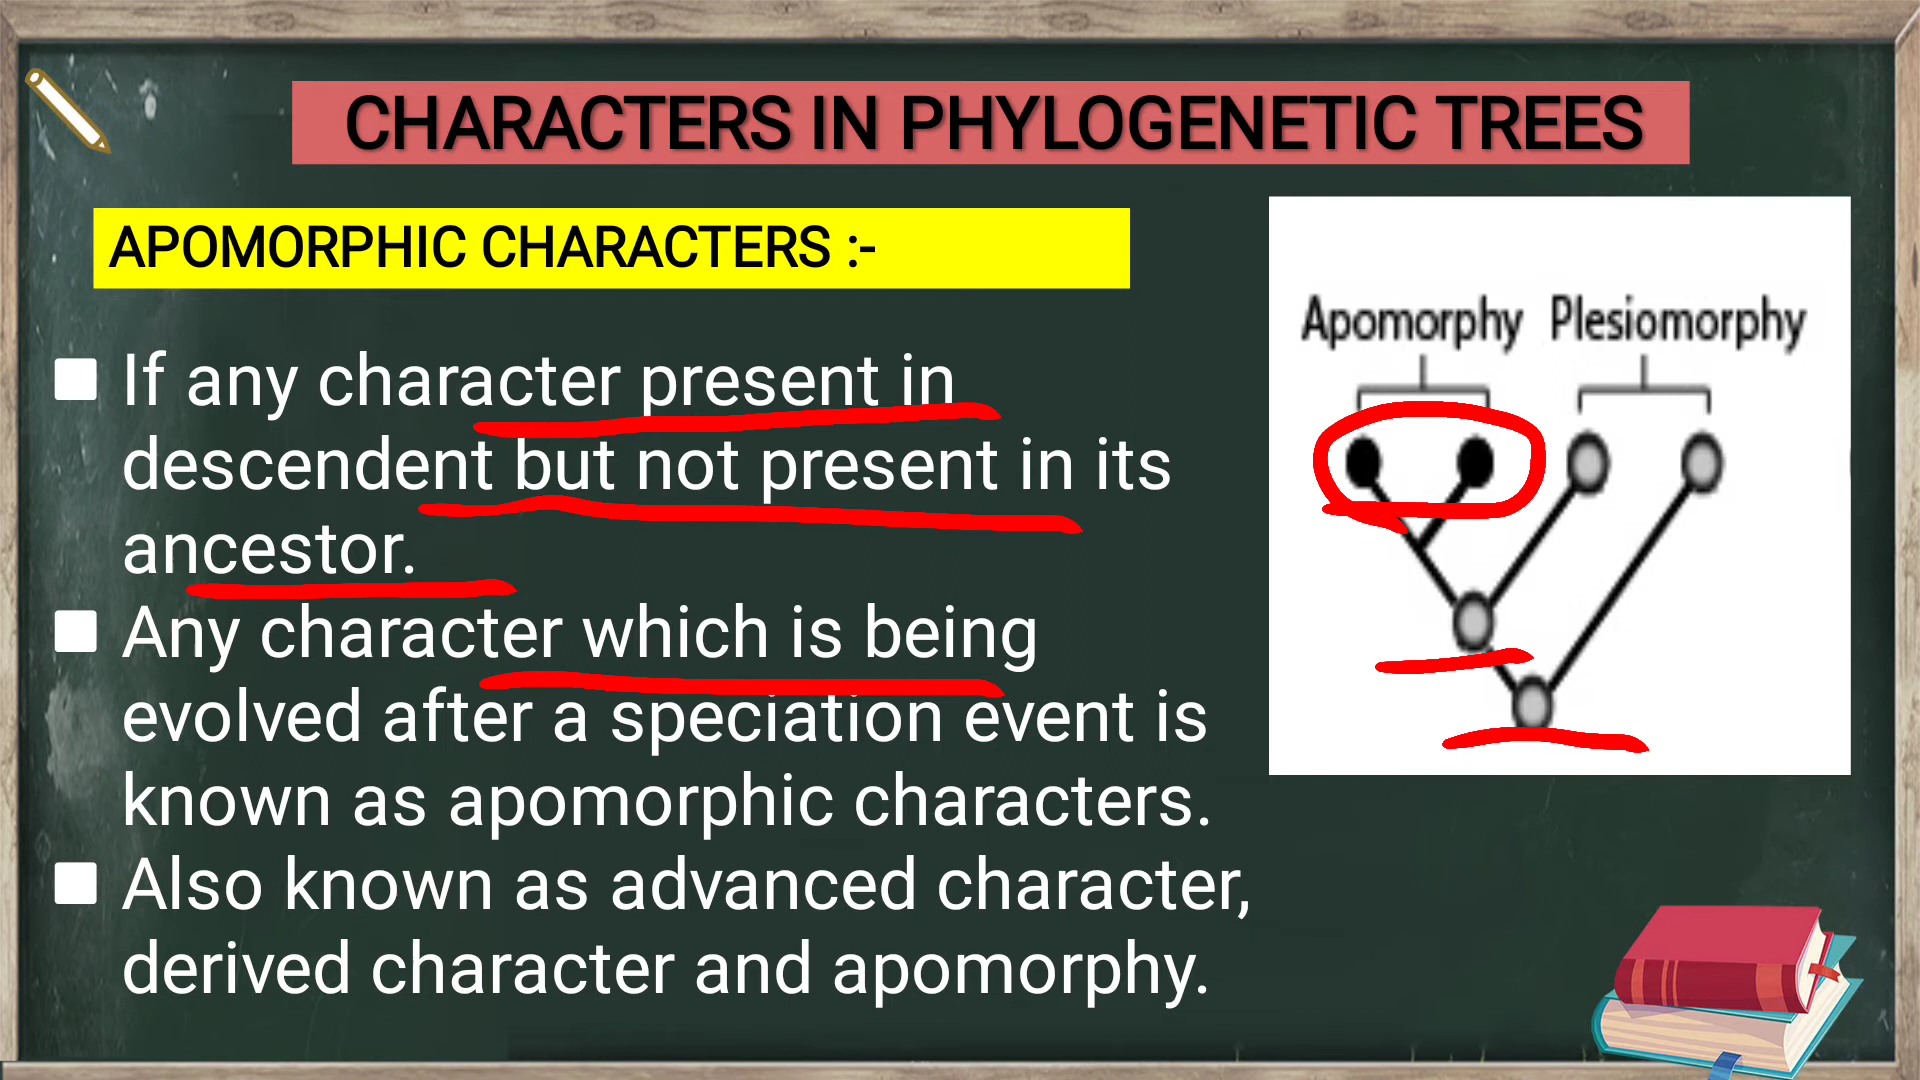 CHARACTERS IN PHYLOGENETIC TREES
APOMORPHIC CHARACTERS :-
If any character present in
descendent but not present in its
ancestor.
Any character which is being
evolved after a speciation event is
known as apomorphic characters.
Also known as advanced character,
derived character and apomorphy.
Apomorphy Plesiomorphy